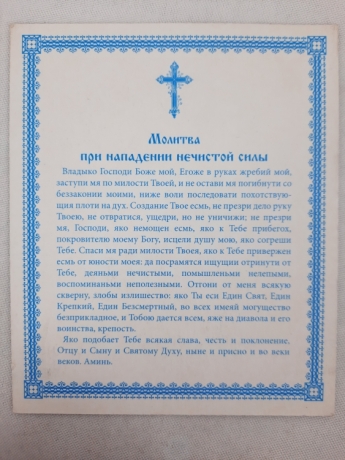 Молитва
при нападении нечистой силы
Владыко Господи Боже мой, Егоже в руках жребий мой,
заступи мя по милости Твоей, и не остави мя погибнути со
беззаконии моими, ниже воли последовати похотствую-
щия плоти на дух. Создание Твое есмь, не презри дело руку
Твоею, не отвратися, ущедри, но не уничижи; не презри
мя, Господи, яко немощен есмь, яко к Тебе прибегох,
покровителю моему Богу, исцели душу мою, яко согреши
Тебе. Спаси мя ради милости Твоея, яко к Тебе привержен
есмь от юности моея: да посрамятся ищущии отринути от
Тебе, деяньми нечистыми, помышленьми нелепыми,
воспоминаньми неполезными. Отгони от меня всякую
скверну, злобы излишество: яко Ты еси Един Свят, Един
Крепкий, Един Безсмертный, во всех имеяй могущество
безприкладное, и Тобою дается всем, яже на диавола и его
воинства, крепость.
Яко подобает Тебе всякая слава, честь и поклонение,
Отцу и Сыну и Святому Духу, ныне и присно и во веки
веков. Аминь.